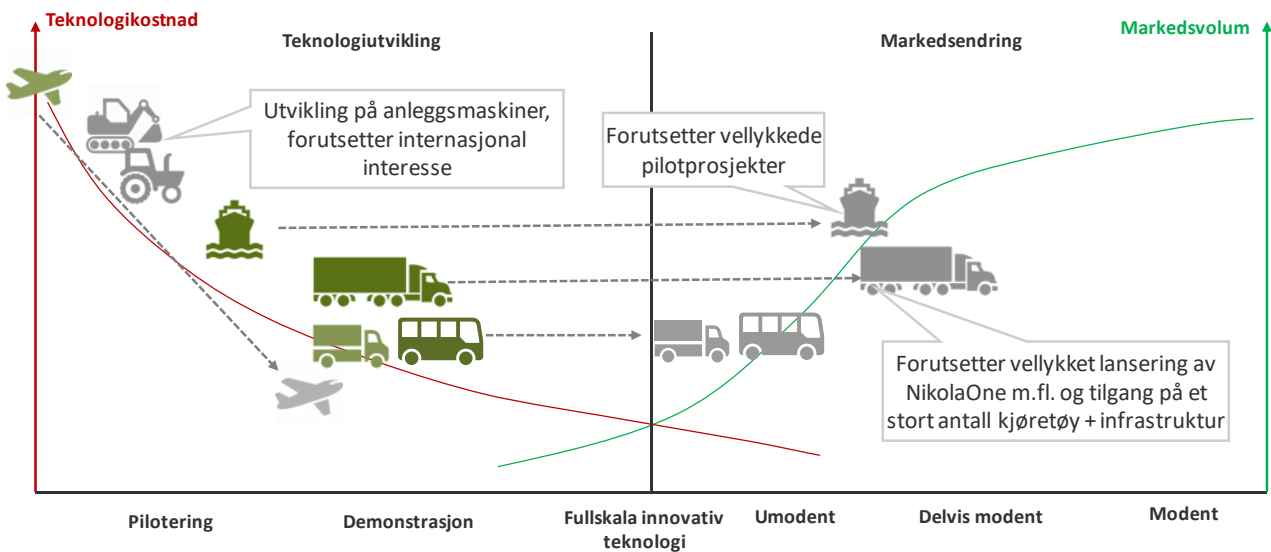 Teknologikostnad
Teknologiutvikling
Markedsendring
Markedsvolum
Utvikling på anleggsmaskiner,
forutsetter internasjonal
interesse
Forutsetter vellykkede
pilotprosjekter
Forutsetter vellykket lansering av
NikolaOne m.fl. og tilgang på et
stort antall kjøretøy + infrastruktur
Pilotering
Demonstrasjon
Fullskala innovativ
teknologi
Umodent
Delvis modent
Modent